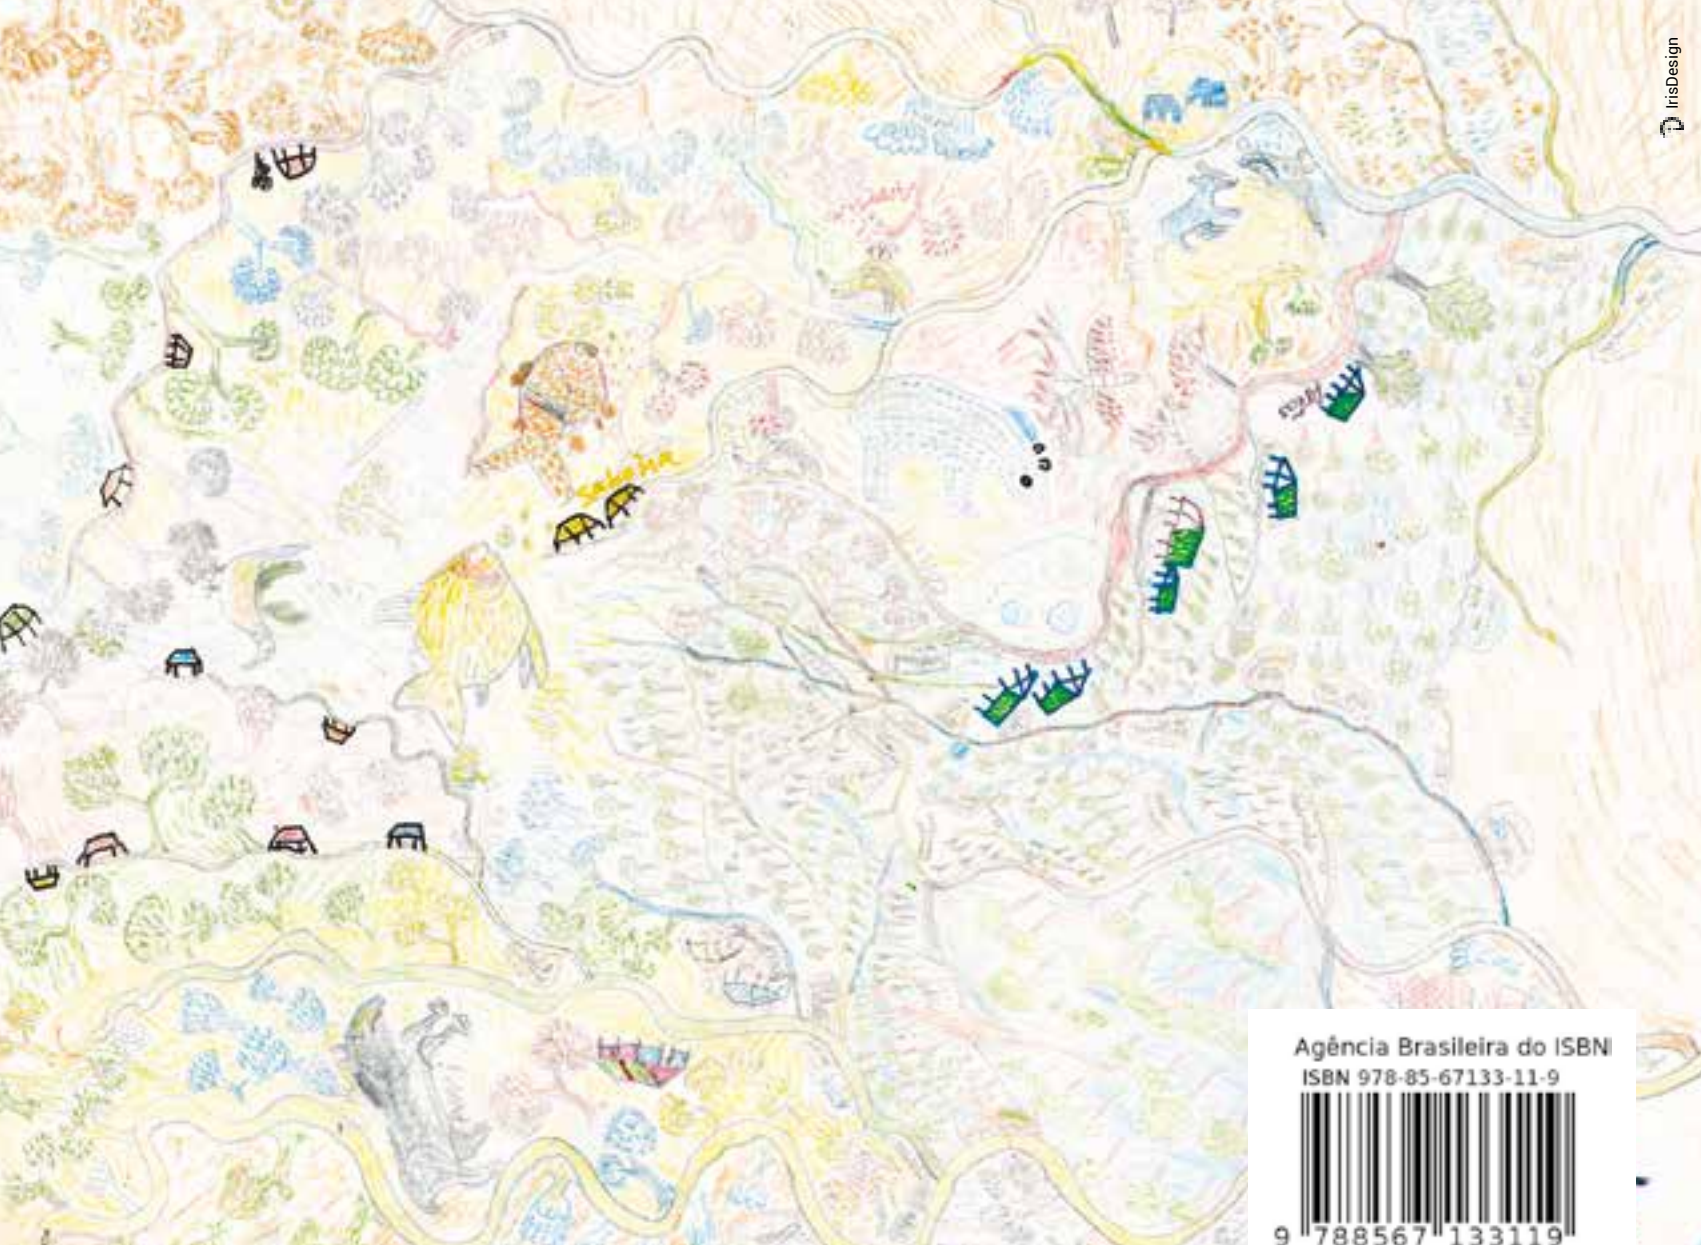 IrisDesign
Agência Brasileira do ISBN
ISBN 978-85-67133-11-9
9 788567 133119